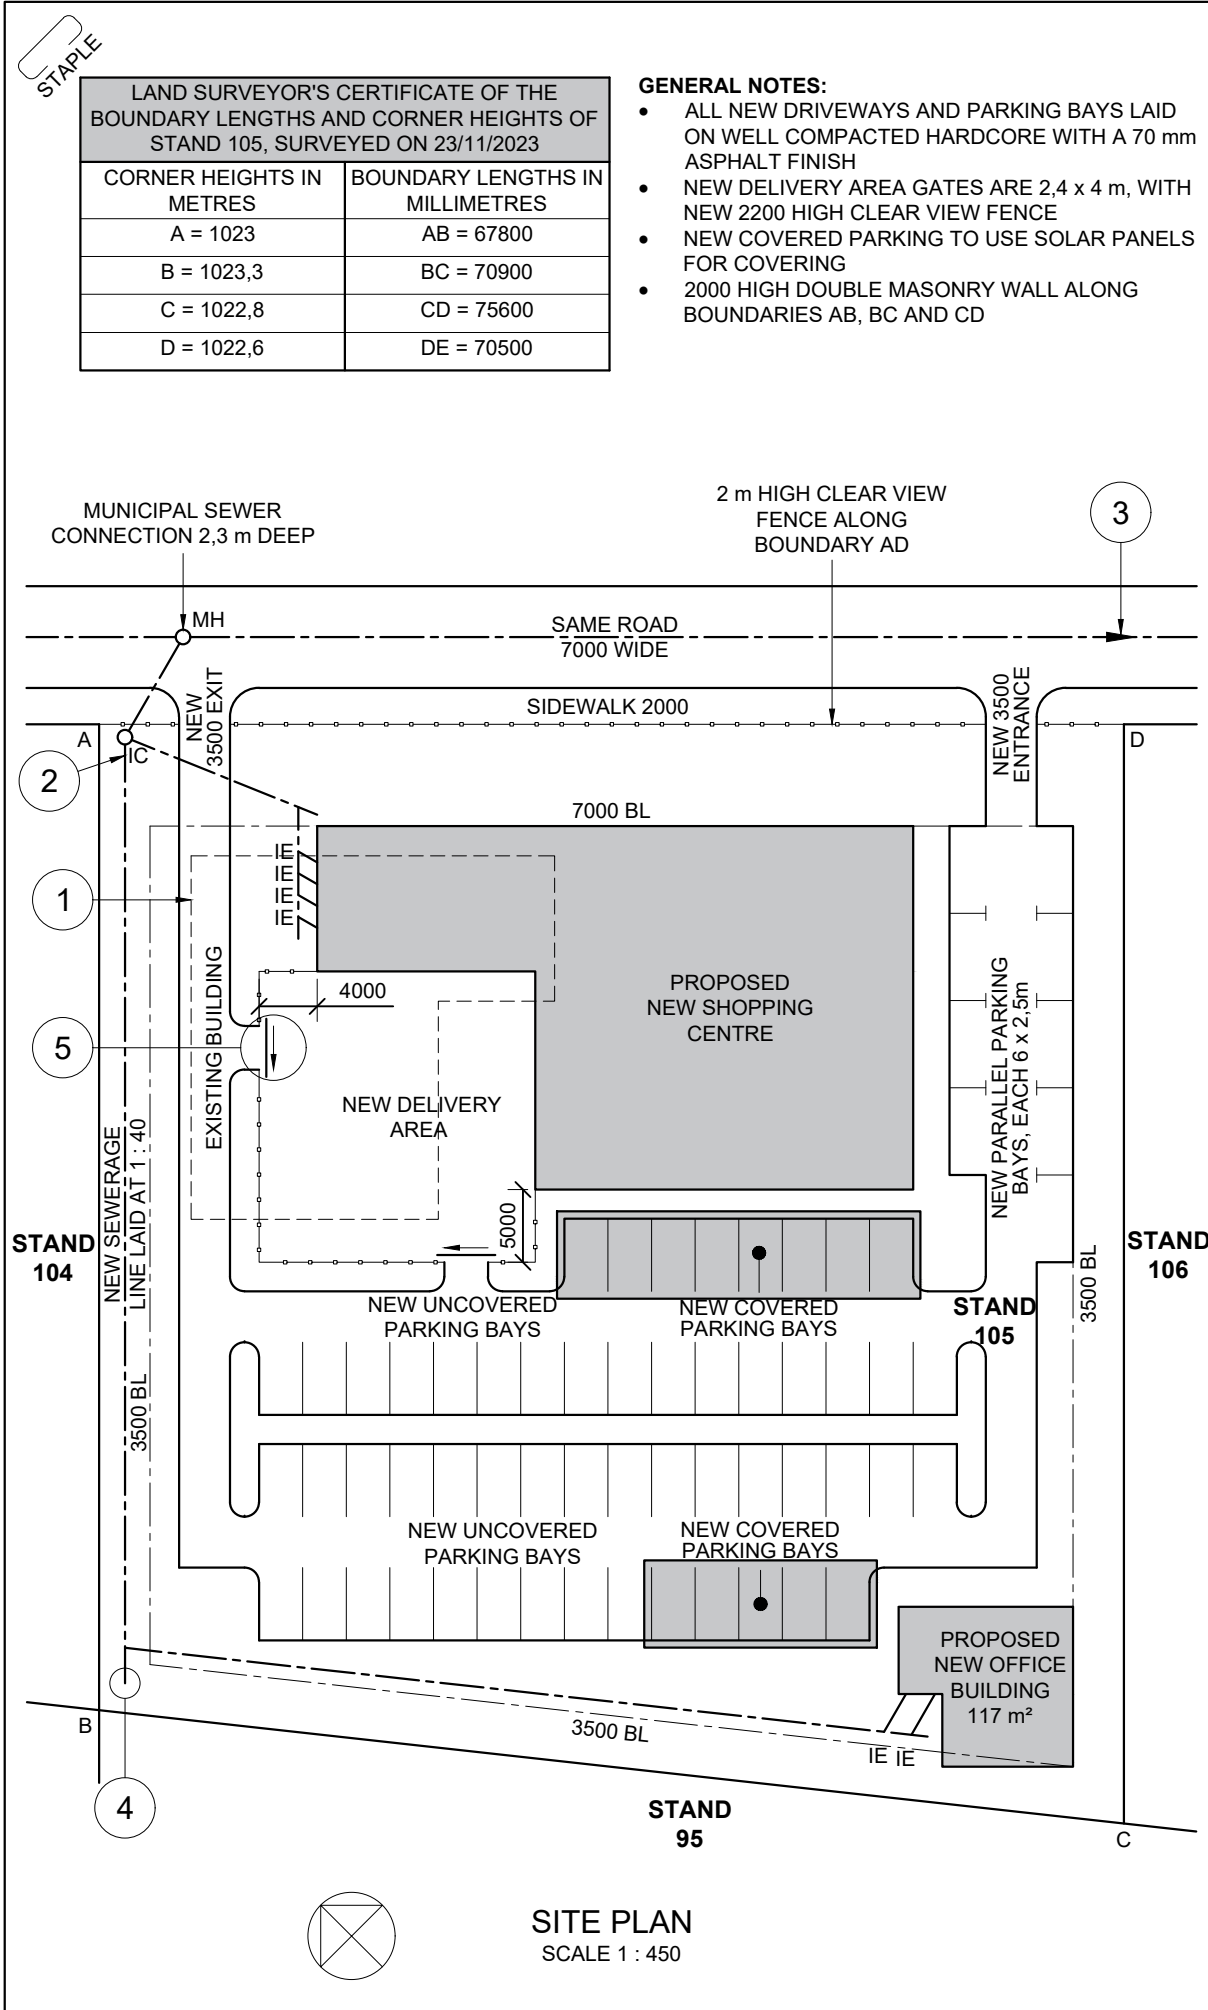 STAPLE
LAND SURVEYOR'S CERTIFICATE OF THE
BOUNDARY LENGTHS AND CORNER HEIGHTS OF
STAND 105, SURVEYED ON 23/11/2023
CORNER HEIGHTS IN
METRES
BOUNDARY LENGTHS IN
MILLIMETRES
A = 1023
AB = 67800
B = 1023,3
BC = 70900
C = 1022,8
CD = 75600
D = 1022,6
DE = 70500
GENERAL NOTES:
• ALL NEW DRIVEWAYS AND PARKING BAYS LAID
ON WELL COMPACTED HARDCORE WITH A 70 mm
ASPHALT FINISH
• NEW DELIVERY AREA GATES ARE 2,4 x 4 m, WITH
NEW 2200 HIGH CLEAR VIEW FENCE
• NEW COVERED PARKING TO USE SOLAR PANELS
FOR COVERING
• 2000 HIGH DOUBLE MASONRY WALL ALONG
BOUNDARIES AB, BC AND CD
MUNICIPAL SEWER
CONNECTION 2,3 m DEEP
2 m HIGH CLEAR VIEW
FENCE ALONG
BOUNDARY AD
3
MH
SAME ROAD
7000 WIDE
NEW
3500 EXIT
SIDEWALK 2000
NEW 3500
ENTRANCE
A
D
IC
2
7000 BL
1
IE
IE
IE
IE
EXISTING BUILDING
4000
PROPOSED
NEW SHOPPING
CENTRE
NEW PARALLEL PARKING
BAYS, EACH 6 x 2,5m
5
NEW DELIVERY
AREA
NEW SEWERAGE
LINE LAID AT 1 : 40
5000
STAND
104
STAND
106
3500 BL
NEW UNCOVERED
PARKING BAYS
NEW COVERED
PARKING BAYS
STAND
105
3500 BL
NEW UNCOVERED
PARKING BAYS
NEW COVERED
PARKING BAYS
PROPOSED
NEW OFFICE
BUILDING
117 m²
B
3500 BL
IE IE
4
STAND
95
C
SITE PLAN
SCALE 1 : 450